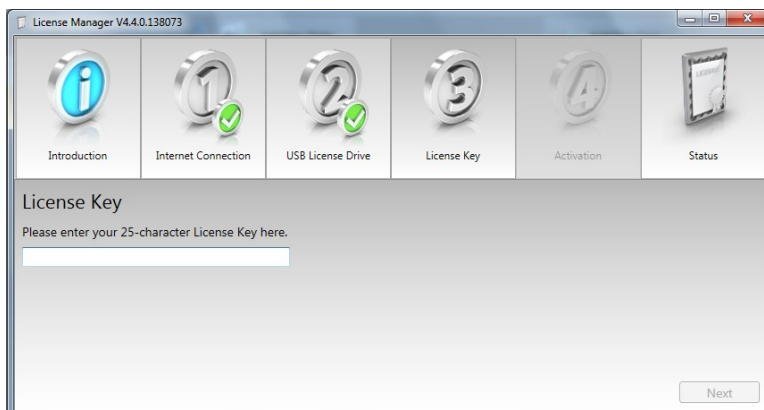 License Manager V4.4.0.138073
Introduction
Internet Connection
USB License Drive
License Key
Activation
Status
License Key
Please enter your 25-character License Key here.
Next